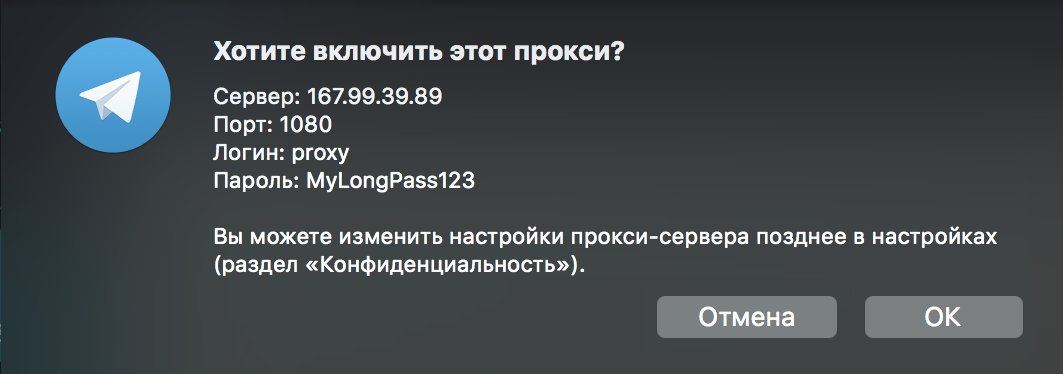 Хотите включить этот прокси?
Сервер: 167.99.39.89
Порт: 1080
Логин: proxy
Пароль: MyLongPass123
Вы можете изменить настройки прокси-сервера позднее в настройках
(раздел «Конфиденциальность»).
Отмена
ОК